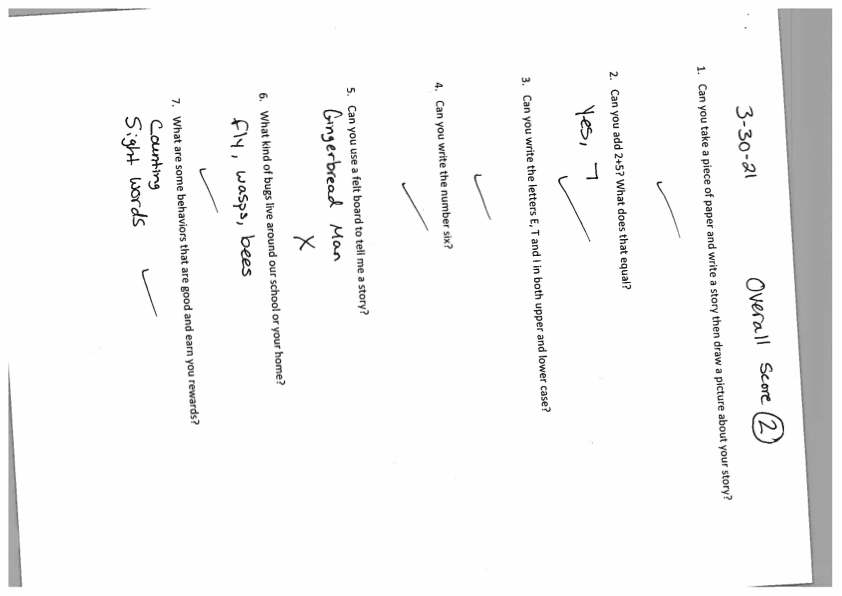 3-30-21 Overall Score 2
1. Can you take a piece of paper and write a story then draw a picture about your story?
2. Can you add 2+5? What does that equal?
Yes, 7
3. Can you write the letters E, T and I in both upper and lower case?
4. Can you write the number six?
5. Can you use a felt board to tell me a story?
Gingerbread Man
X
6. What kind of bugs live around our school or your home?
fly, wasps, bees
7. What are some behaviors that are good and earn you rewards?
Counting
Sight Words